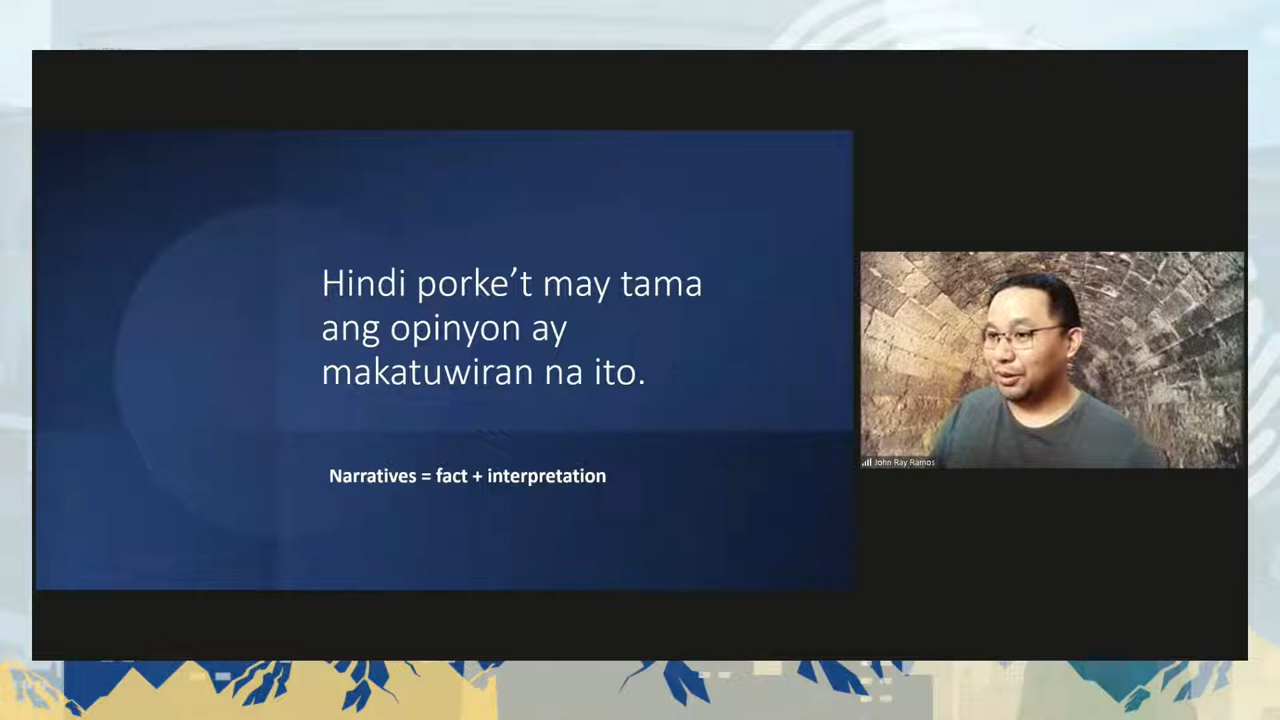 Hindi porke’t may tama
ang opinyon ay
makatuwiran na ito.
Narratives = fact + interpretation
John Ray Ramos